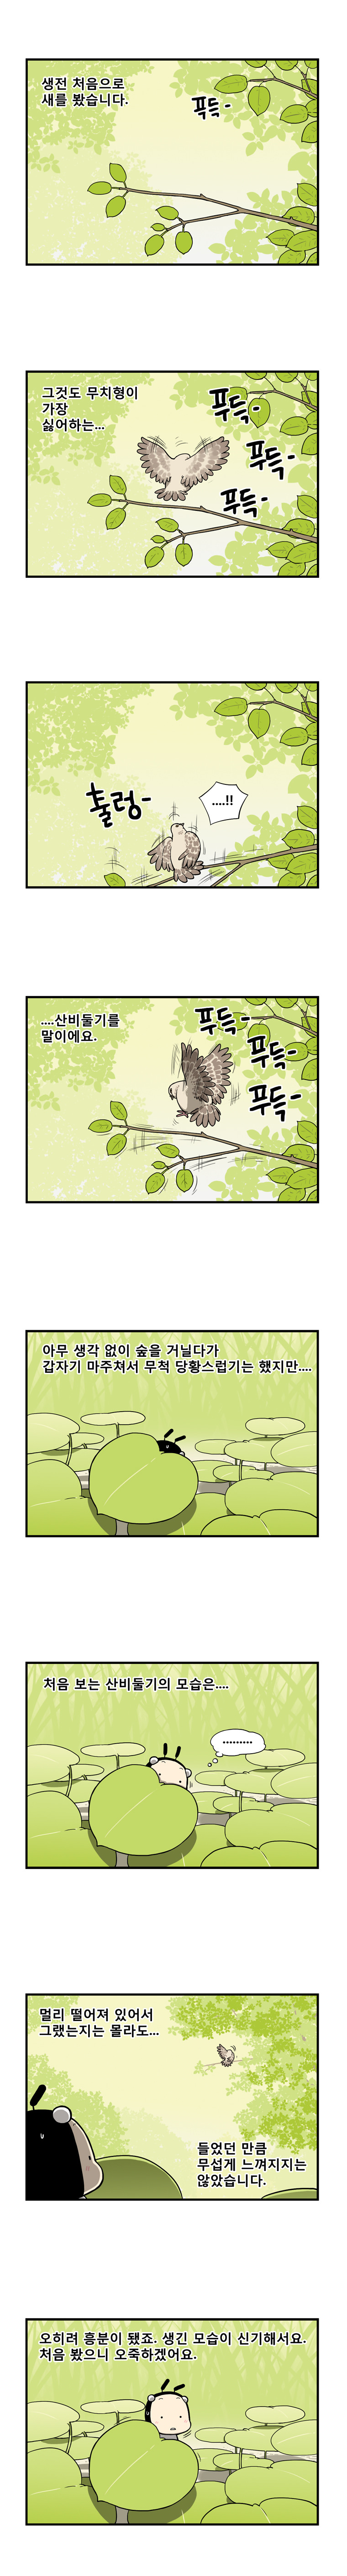 생전 처음으로
새를 봤습니다.
푸득-
그것도 무치형이
가장
싫어하는...
푸득-
푸득-
푸득-
출렁-
....!!
....산비둘기를
말이에요.
푸득-
푸득-
푸득-
아무 생각 없이 숲을 거닐다가
갑자기 마주쳐서 무척 당황스럽기는 했지만....
처음 보는 산비둘기의 모습은....
.........
멀리 떨어져 있어서
그랬는지는 몰라도...
들었던 만큼
무섭게 느껴지지는
않았습니다.
오히려 흥분이 됐죠. 생긴 모습이 신기해서요.
처음 봤으니 오죽하겠어요.